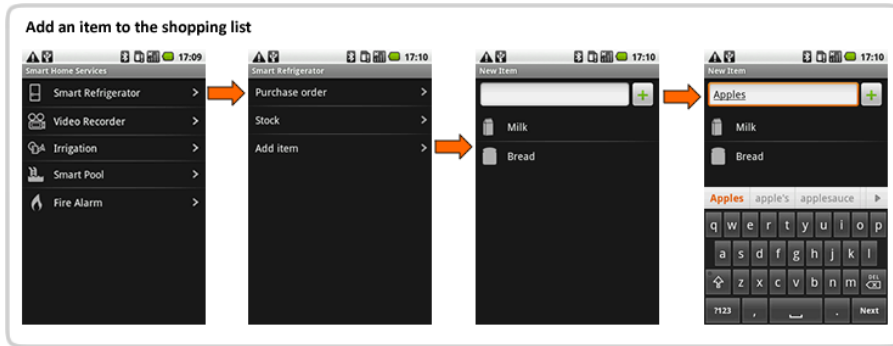 Add an item to the shopping list
17:09
Smart Home Services
Smart Refrigerator
Video Recorder
Irrigation
Smart Pool
Fire Alarm
17:10
Smart Refrigerator
Purchase order
Stock
Add item
17:10
New Item
Milk
Bread
17:10
New Item
Apples
Milk
Bread
Apples apple's applesauce
q w e r t y u i o p
a s d f g h j k l
z x c v b n m DEL
?123 , . Next